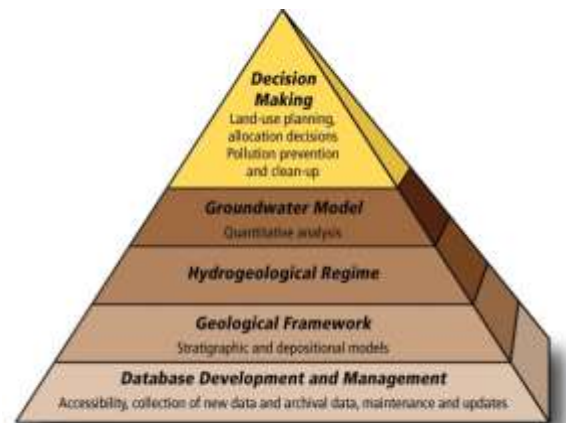 Decision
Making
Land-use planning,
allocation decisions
Pollution prevention
and clean-up
Groundwater Model
Quantitative analysis
Hydrogeological Regime
Geological Framework
Stratigraphic and depositional models
Database Development and Management
Accessibility, collection of new data and archival data, maintenance and updates